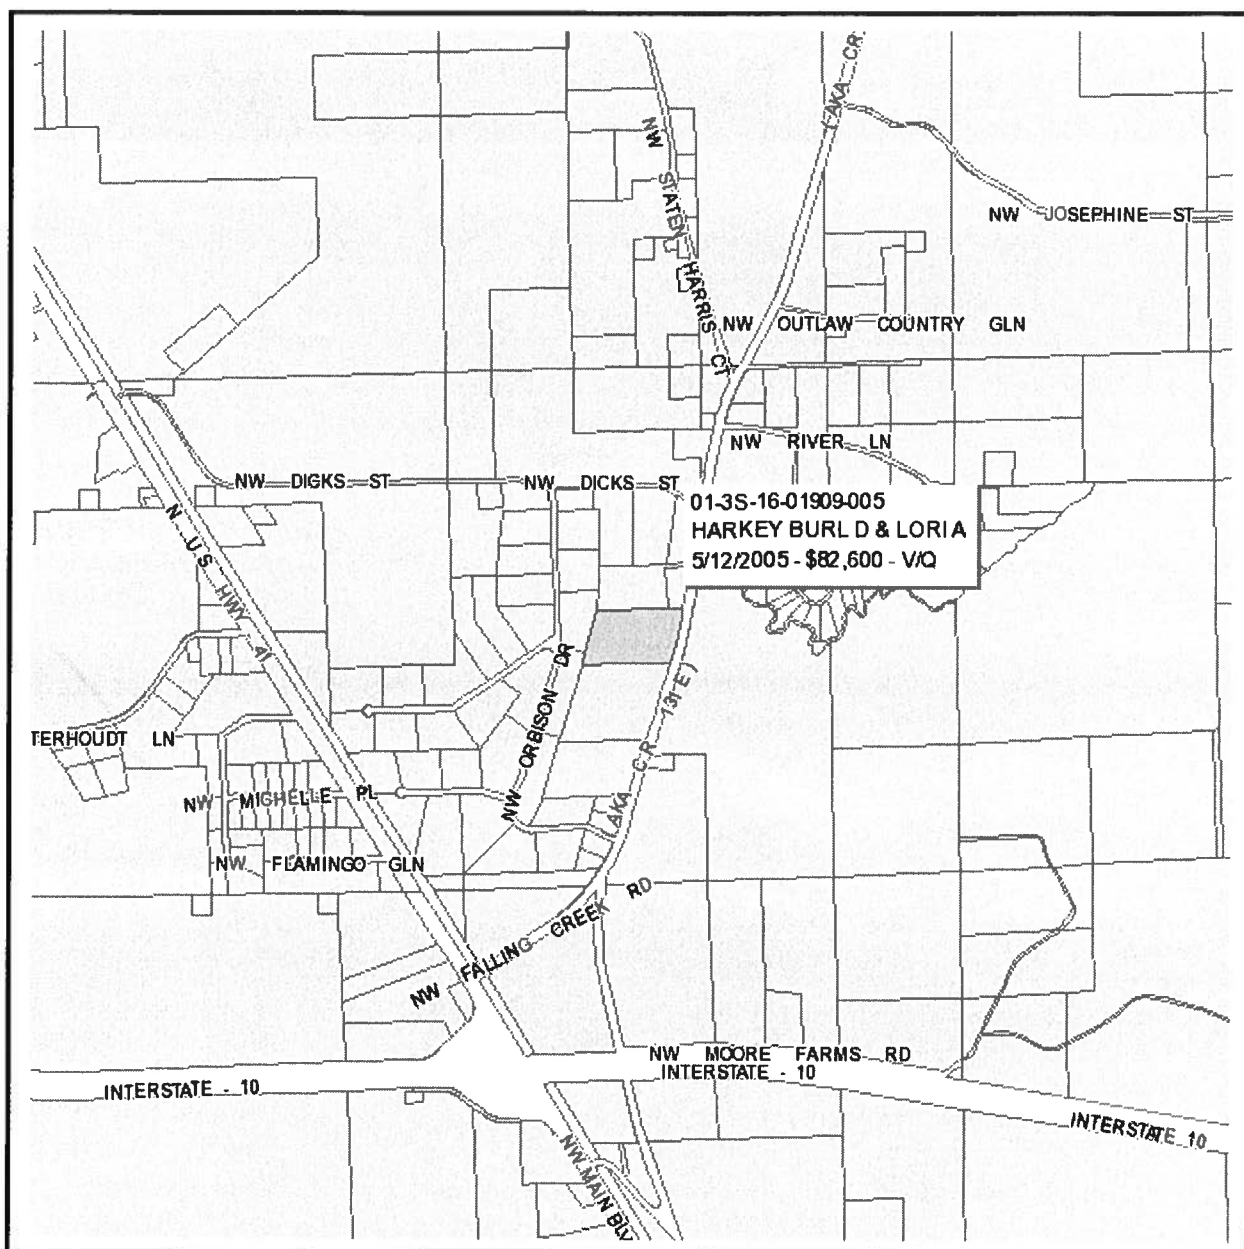 AKA CR
NW STATEN HARRIS CT
NW JOSEPHINE ST
NW OUTLAW COUNTRY GLN
NW RIVER LN
NW DICKS ST
NW DICKS ST
01-3S-16-01909-005
HARKEY BURL D & LORI A
5/12/2005 - $82,600 - V/Q
N U S HWY 41
NW ORBISON DR
AKA C.R. 131 E)
TERHOUDT LN
NW MICHELLE PL
NW FLAMINGO GLN
NW FALLING CREEK RD
NW MOORE FARMS RD
INTERSTATE - 10
INTERSTATE - 10
INTERSTATE 10
NW MAIN BLV